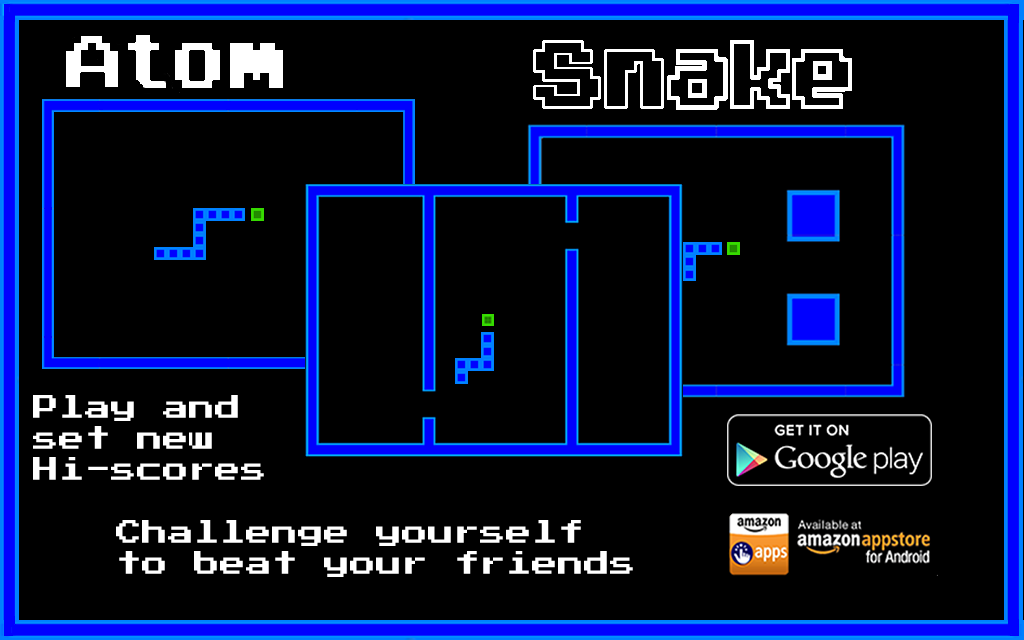 Atom Snake
Play and
set new
Hi-scores
Challenge yourself
to beat your friends
GET IT ON
Google play
amazon
apps
Available at
amazon appstore
for Android